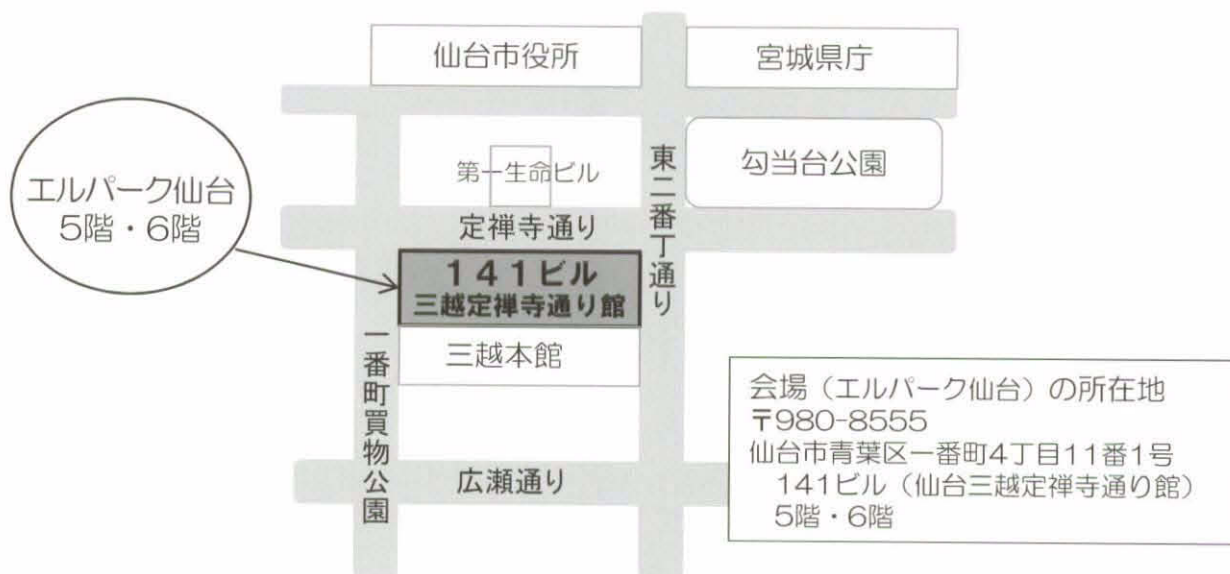 仙台市役所
宮城県庁
エルパーク仙台
5階・6階
第一生命ビル
東二番丁通り
勾当台公園
定禅寺通り
141ビル
三越定禅寺通り館
三越本館
一番町買物公園
広瀬通り
会場（エルパーク仙台）の所在地
〒980-8555
仙台市青葉区一番町4丁目11番1号
141ビル（仙台三越定禅寺通り館）
5階・6階